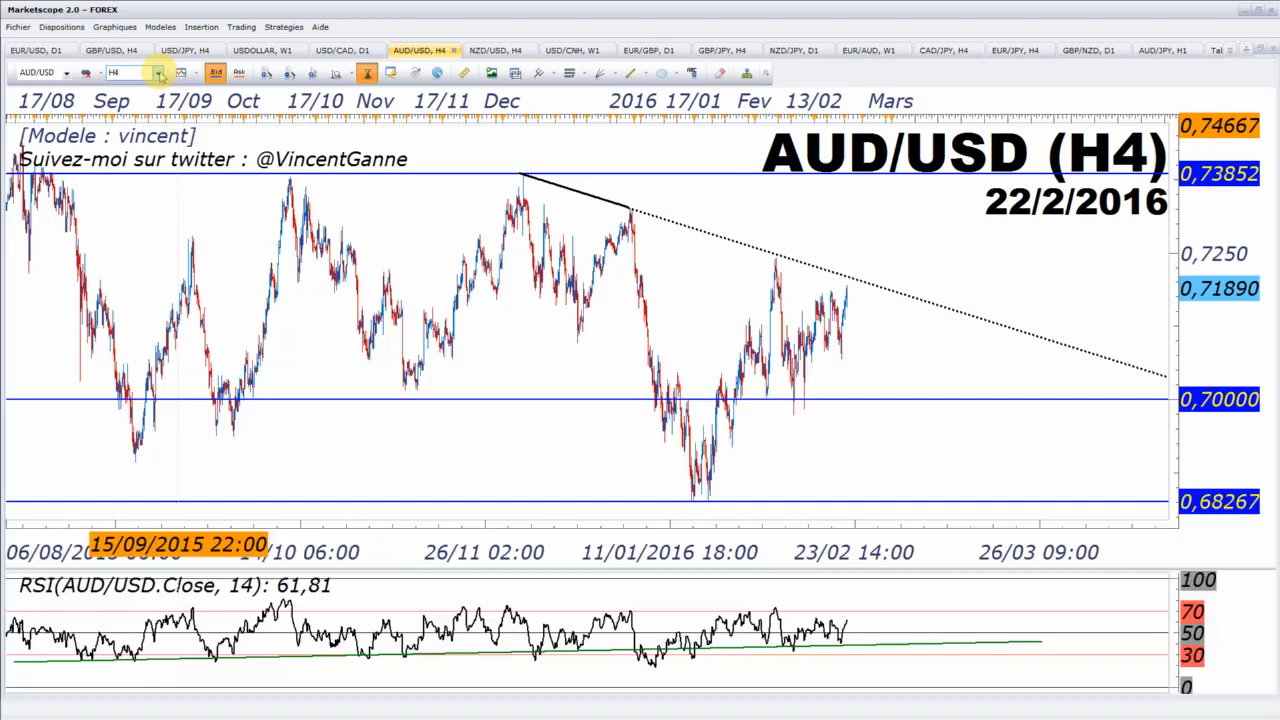 Marketscope 2.0 – FOREX
Fichier Dispositions Graphiques Modeles Insertion Trading Strategies Aide
EUR/USD, D1 GBP/USD, H4 USD/JPY, H4 USDOLLAR, W1 USD/CAD, D1 AUD/USD, H4 NZD/USD, H4 USD/CNH, W1 EUR/GBP, D1 GBP/JPY, H4 NZD/JPY, D1 EUR/AUD, W1 CAD/JPY, H4 EUR/JPY, H4 GBP/NZD, D1 AUD/JPY, H1 Tal
AUD/USD H4 Bid Ask ABC
17/08 Sep 17/09 Oct 17/10 Nov 17/11 Dec 2016 17/01 Fev 13/02 Mars
0,74667
[Modele : vincent]
Suivez-moi sur twitter : @VincentGanne
AUD/USD (H4)
0,73852
22/2/2016
0,7250
0,71890
0,70000
0,68267
15/09/2015 22:00
06/08/ 06:00 26/11 02:00 11/01/2016 18:00 23/02 14:00 26/03 09:00
RSI(AUD/USD.Close, 14): 61,81
100
70
50
30
0